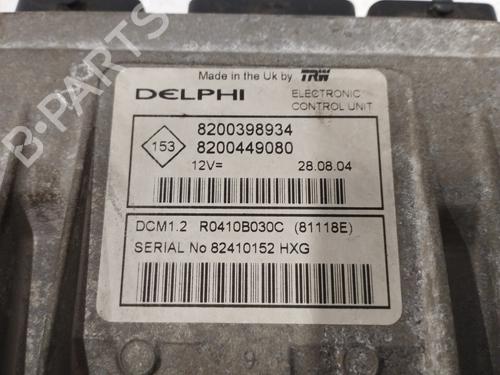 Made in the Uk by TRW
DELPHI
ELECTRONIC
CONTROL UNIT
153
8200398934
8200449080
12V=
28.08.04
DCM1.2 R0410B030C (81118E)
SERIAL No 82410152 HXG
B-PARTS